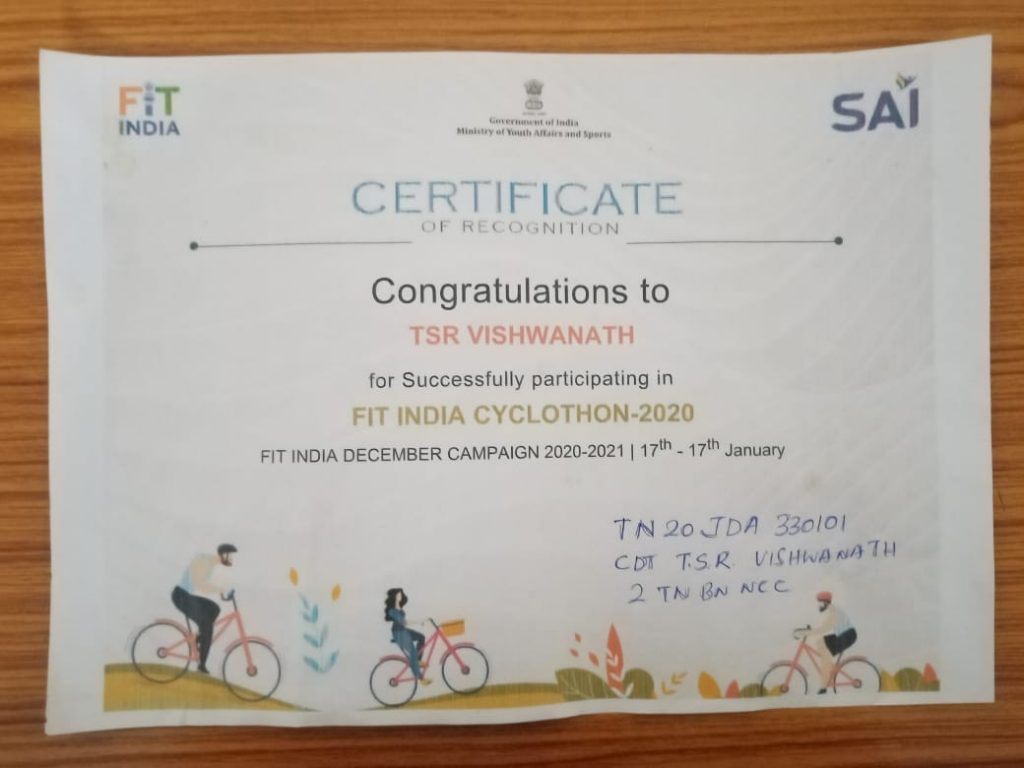 FiT
INDIA
Government of India
Ministry of Youth Affairs and Sports
SAI
CERTIFICATE
OF RECOGNITION
Congratulations to
TSR VISHWANATH
for Successfully participating in
FIT INDIA CYCLOTHON-2020
FIT INDIA DECEMBER CAMPAIGN 2020-2021 | 17th - 17th January
TN 20 JDA 330101
CDT T.S.R. VISHWANATH
2 TN BN NCC